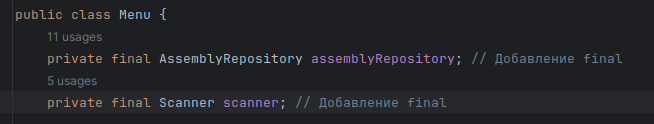 public class Menu {
11 usages
private final AssemblyRepository assemblyRepository; // Добавление final
5 usages
private final Scanner scanner; // Добавление final